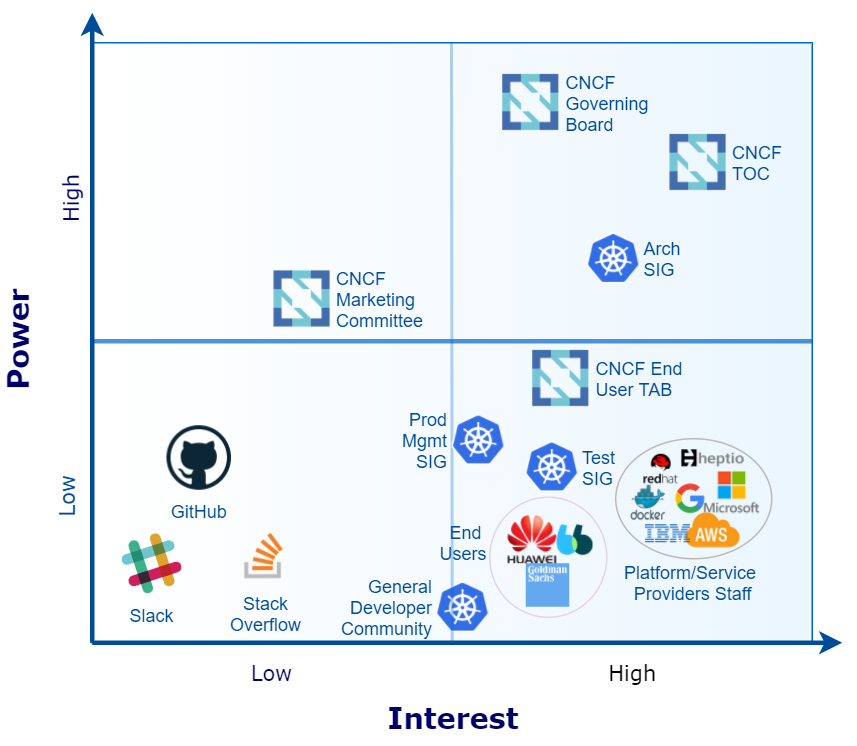 CNCF
Governing
Board
CNCF
TOC
High
Arch
SIG
CNCF
Marketing
Committee
Power
CNCF End
User TAB
Prod
Mgmt
SIG
Test
SIG
heptio
redhat
Microsoft
docker
IBM
AWS
Low
GitHub
End
Users
HUAWEI
Goldman
Sachs
Platform/Service
Providers Staff
Slack
Stack
Overflow
General
Developer
Community
Low
High
Interest